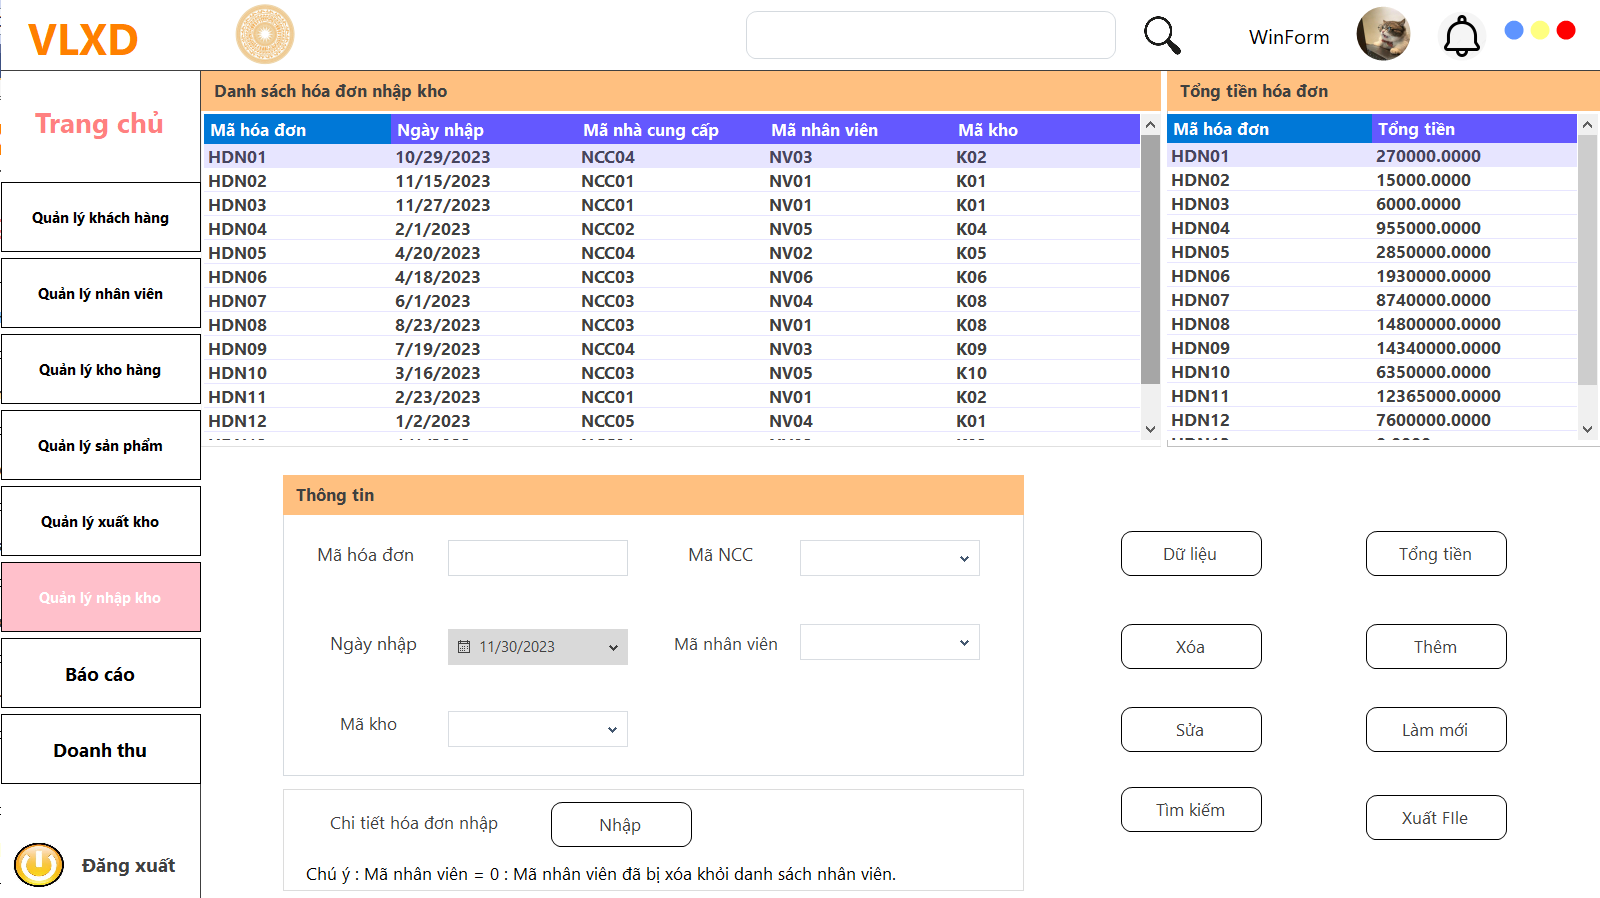 VLXD
WinForm
Trang chủ
Quản lý khách hàng
Quản lý nhân viên
Quản lý kho hàng
Quản lý sản phẩm
Quản lý xuất kho
Quản lý nhập kho
Báo cáo
Doanh thu
Đăng xuất
Danh sách hóa đơn nhập kho
Mã hóa đơn Ngày nhập Mã nhà cung cấp Mã nhân viên Mã kho
HDN01 10/29/2023 NCC04 NV03 K02
HDN02 11/15/2023 NCC01 NV01 K01
HDN03 11/27/2023 NCC01 NV01 K01
HDN04 2/1/2023 NCC02 NV05 K04
HDN05 4/20/2023 NCC04 NV02 K05
HDN06 4/18/2023 NCC03 NV06 K06
HDN07 6/1/2023 NCC03 NV04 K08
HDN08 8/23/2023 NCC03 NV01 K08
HDN09 7/19/2023 NCC04 NV03 K09
HDN10 3/16/2023 NCC03 NV05 K10
HDN11 2/23/2023 NCC01 NV01 K02
HDN12 1/2/2023 NCC05 NV04 K01
Tổng tiền hóa đơn
Mã hóa đơn Tổng tiền
HDN01 270000.0000
HDN02 15000.0000
HDN03 6000.0000
HDN04 955000.0000
HDN05 2850000.0000
HDN06 1930000.0000
HDN07 8740000.0000
HDN08 14800000.0000
HDN09 14340000.0000
HDN10 6350000.0000
HDN11 12365000.0000
HDN12 7600000.0000
Thông tin
Mã hóa đơn Mã NCC
Ngày nhập 11/30/2023 Mã nhân viên
Mã kho
Chi tiết hóa đơn nhập Nhập
Chú ý : Mã nhân viên = 0 : Mã nhân viên đã bị xóa khỏi danh sách nhân viên.
Dữ liệu Tổng tiền
Xóa Thêm
Sửa Làm mới
Tìm kiếm Xuất FIle